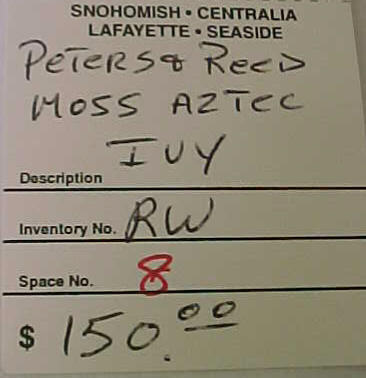 SNOHOMISH • CENTRALIA
LAFAYETTE • SEASIDE
PETERS & REED
MOSS AZTEC
IVY
Description
Inventory No. RW
Space No. 8
$ 150.00